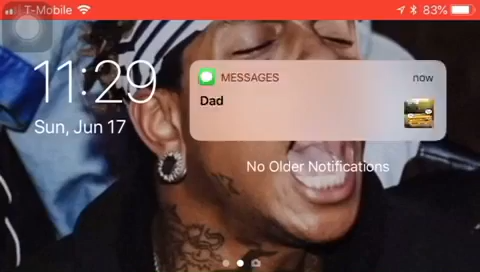 T-Mobile
83%
11:29
Sun, Jun 17
MESSAGES
now
Dad
No Older Notifications